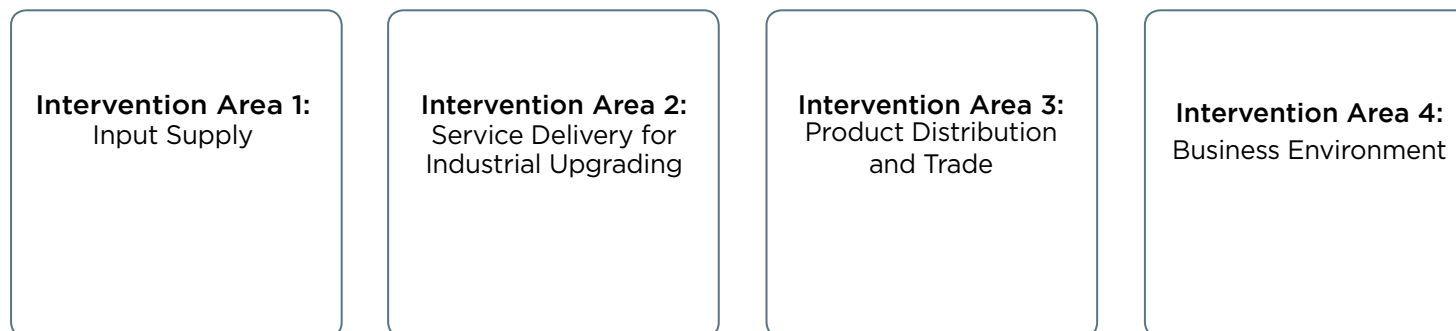 Intervention Area 1:
Input Supply
Intervention Area 2:
Service Delivery for
Industrial Upgrading
Intervention Area 3:
Product Distribution
and Trade
Intervention Area 4:
Business Environment